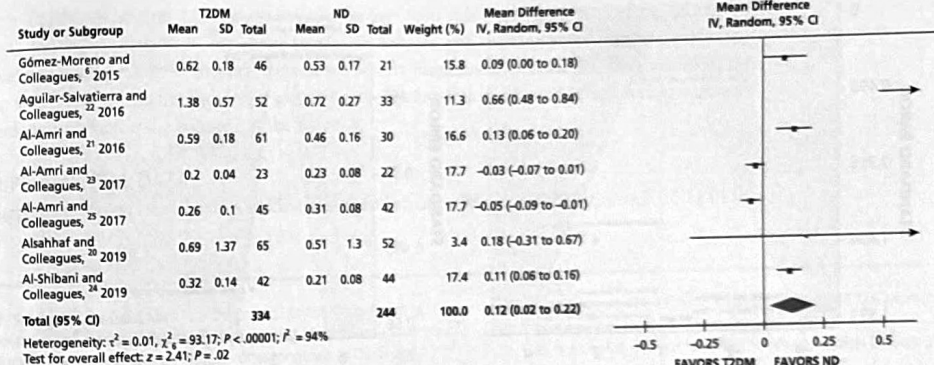 T2DM ND Mean Difference Mean Difference
Study or Subgroup Mean SD Total Mean SD Total Weight (%) IV, Random, 95% CI IV, Random, 95% CI
Gómez-Moreno and
Colleagues, 6 2015 0.62 0.18 46 0.53 0.17 21 15.8 0.09 (0.00 to 0.18)
Aguilar-Salvatierra and
Colleagues, 22 2016 1.38 0.57 52 0.72 0.27 33 11.3 0.66 (0.48 to 0.84)
Al-Amri and
Colleagues, 21 2016 0.59 0.18 61 0.46 0.16 30 16.6 0.13 (0.06 to 0.20)
Al-Amri and
Colleagues, 23 2017 0.2 0.04 23 0.23 0.08 22 17.7 –0.03 (–0.07 to 0.01)
Al-Amri and
Colleagues, 25 2017 0.26 0.1 45 0.31 0.08 42 17.7 –0.05 (–0.09 to –0.01)
Alsahhaf and
Colleagues, 20 2019 0.69 1.37 65 0.51 1.3 52 3.4 0.18 (–0.31 to 0.67)
Al-Shibani and
Colleagues, 24 2019 0.32 0.14 42 0.21 0.08 44 17.4 0.11 (0.06 to 0.16)
Total (95% CI) 334 244 100.0 0.12 (0.02 to 0.22)
Heterogeneity: τ² = 0.01, χ²₆ = 93.17; P < .00001; I² = 94%
Test for overall effect: z = 2.41; P = .02
–0.5 –0.25 0 0.25 0.5
FAVORS T2DM FAVORS ND